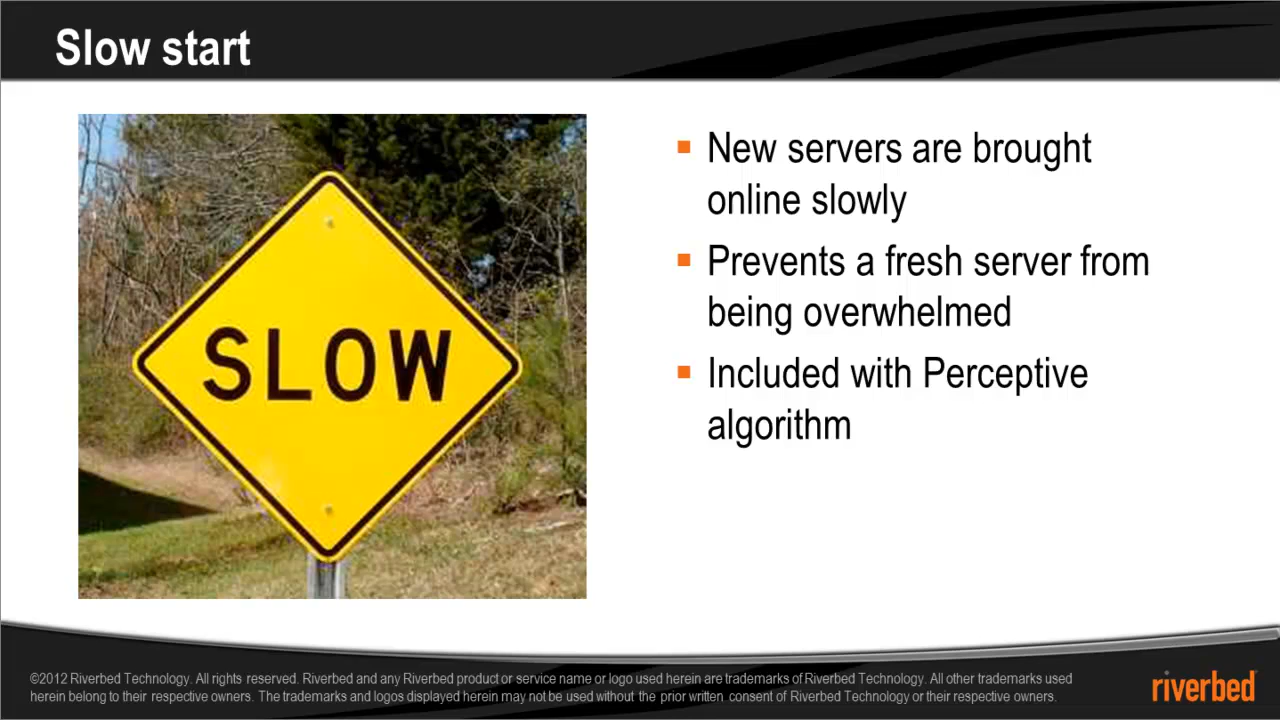 Slow start
SLOW
New servers are brought
online slowly
Prevents a fresh server from
being overwhelmed
Included with Perceptive
algorithm
©2012 Riverbed Technology. All rights reserved. Riverbed and any Riverbed product or service name or logo used herein are trademarks of Riverbed Technology. All other trademarks used
herein belong to their respective owners. The trademarks and logos displayed herein may not be used without the prior written consent of Riverbed Technology or their respective owners.
riverbed